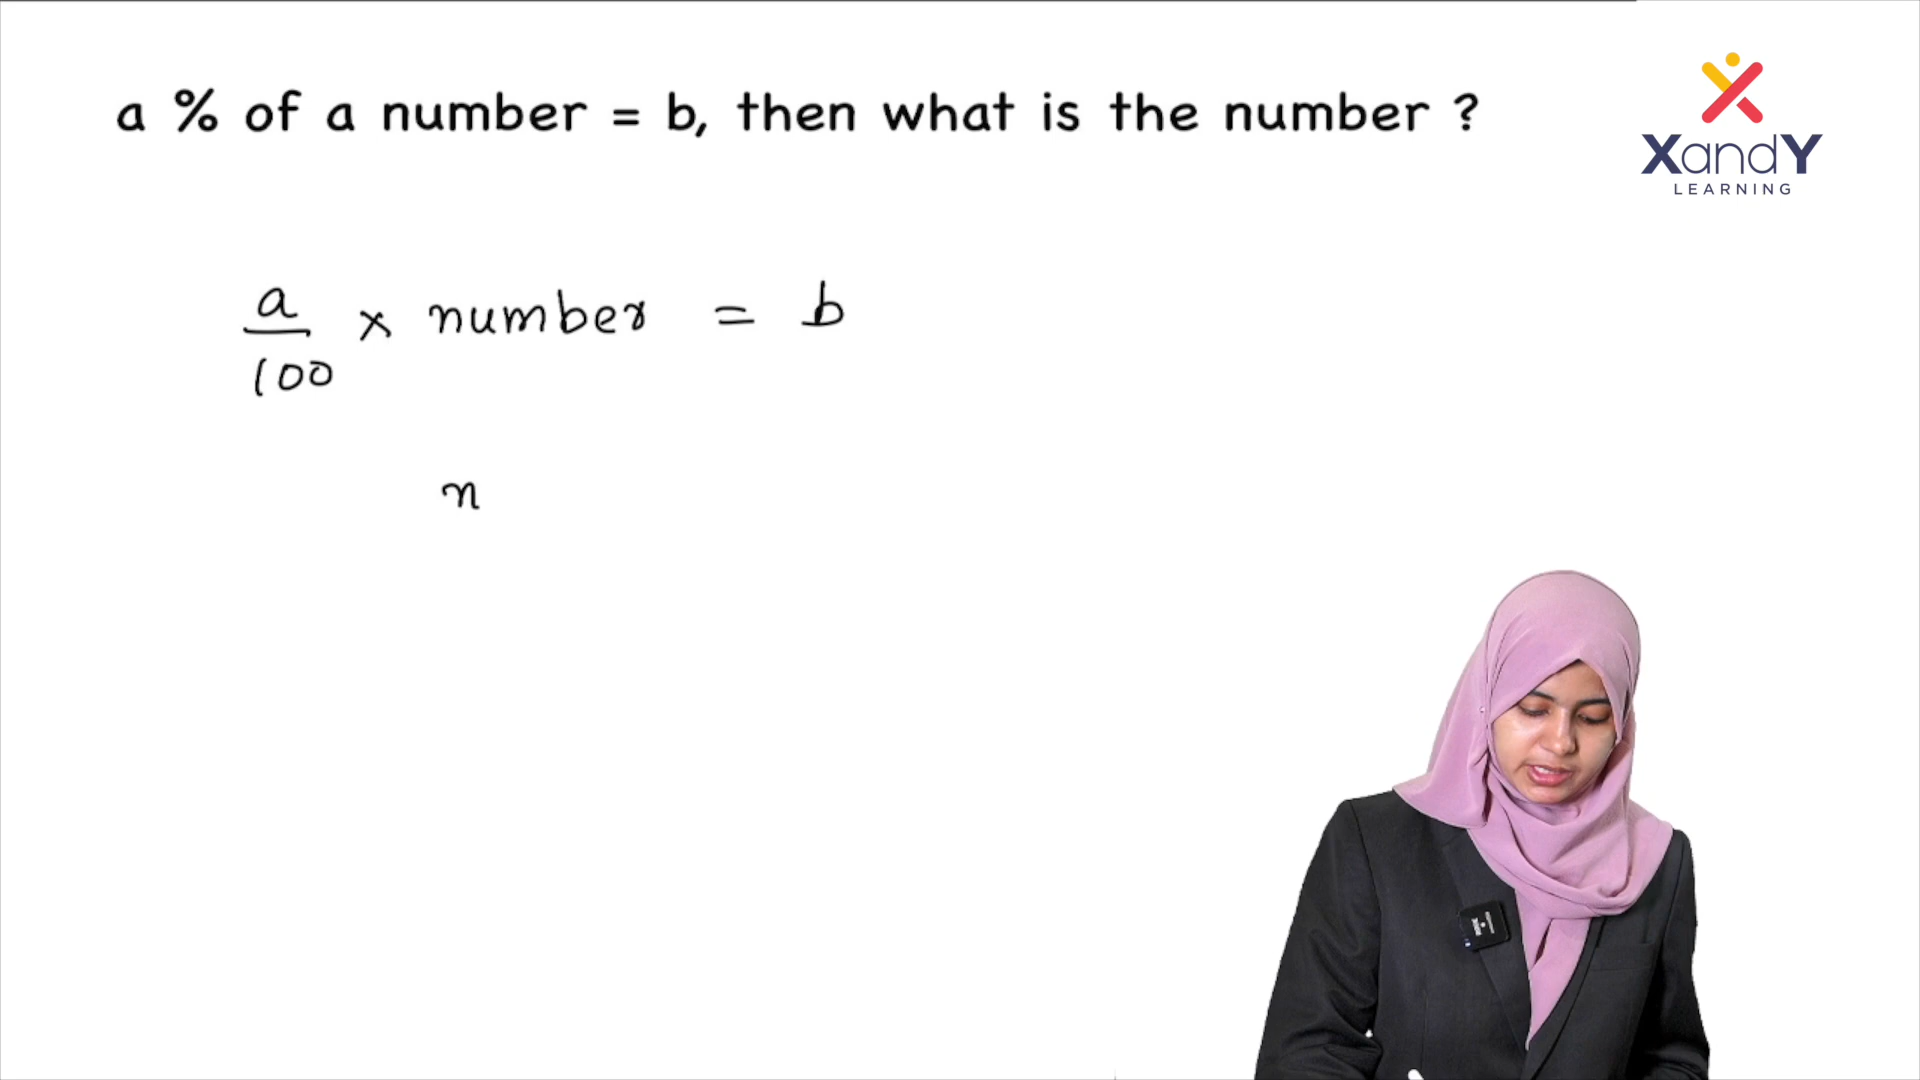 a % of a number = b, then what is the number ?
XandY
LEARNING
a
100
× number = b
n